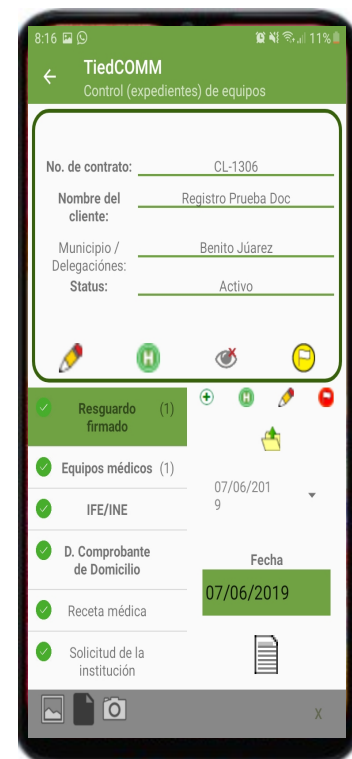 8:16 11%
TiedCOMM
Control (expedientes) de equipos
No. de contrato: CL-1306
Nombre del Registro Prueba Doc
cliente:
Municipio / Benito Júarez
Delegaciónes:
Status: Activo
H
Resguardo (1)
firmado
H
Equipos médicos (1)
07/06/201
9
IFE/INE
D. Comprobante
de Domicilio
Fecha
07/06/2019
Receta médica
Solicitud de la
institución
X